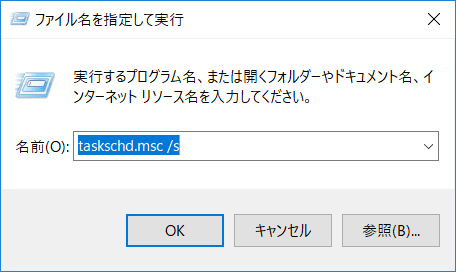 ファイル名を指定して実行
実行するプログラム名、または開くフォルダーやドキュメント名、イ
ンターネット リソース名を入力してください。
名前(O): taskschd.msc /s
OK キャンセル 参照(B)...